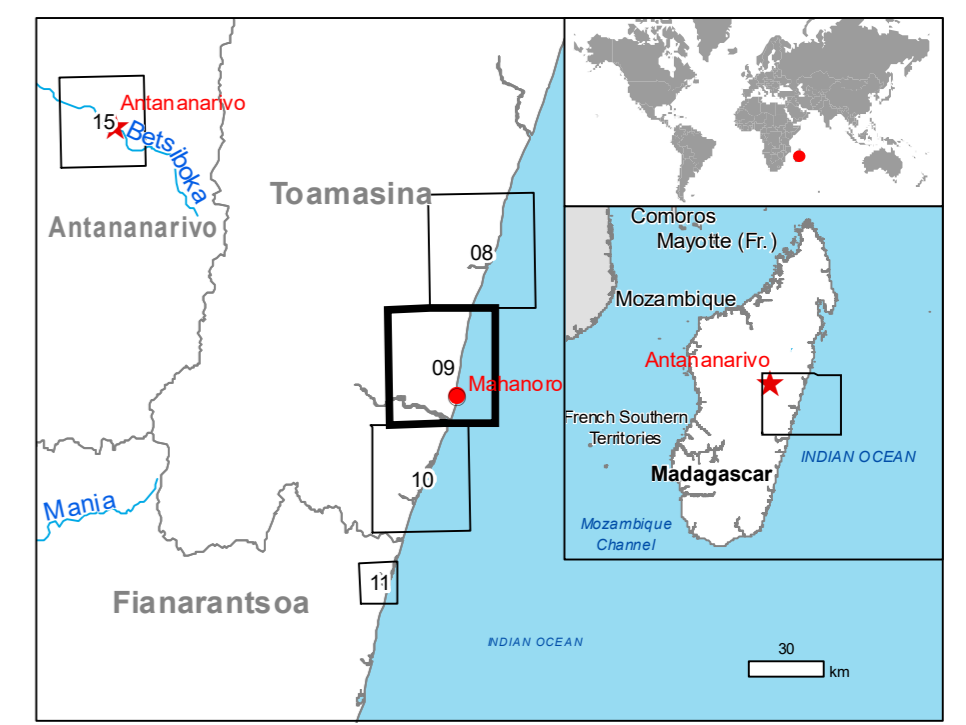 Antananarivo
15
Betsiboka
Toamasina
Antananarivo
08
09
Mahanoro
10
Mania
11
Fianarantsoa
INDIAN OCEAN
30
km
Comoros
Mayotte (Fr.)
Mozambique
Antananarivo
French Southern
Territories
INDIAN OCEAN
Madagascar
Mozambique
Channel